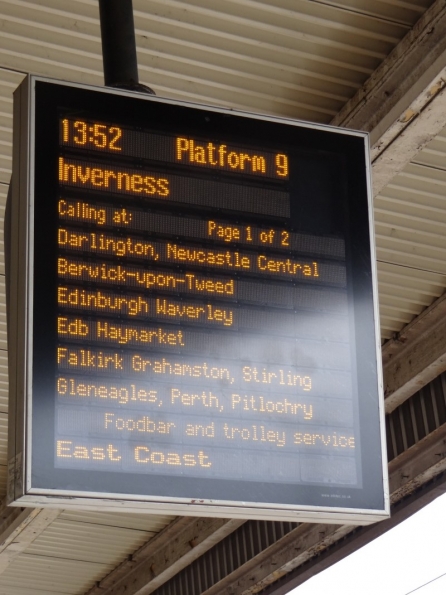 13:52 Platform 9
Inverness
Calling at: Page 1 of 2
Darlington, Newcastle Central
Berwick-upon-Tweed
Edinburgh Waverley
Edb Haymarket
Falkirk Grahamston, Stirling
Gleneagles, Perth, Pitlochry
Foodbar and trolley service
East Coast